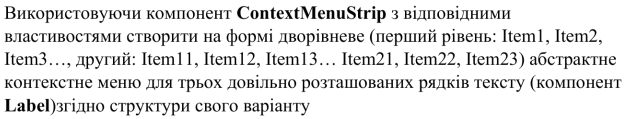 Використовуючи компонент ContextMenuStrip з відповідними
властивостями створити на формі дворівневе (перший рівень: Item1, Item2,
Item3…, другий: Item11, Item12, Item13… Item21, Item22, Item23) абстрактне
контекстне меню для трьох довільно розташованих рядків тексту (компонент
Label)згідно структури свого варіанту